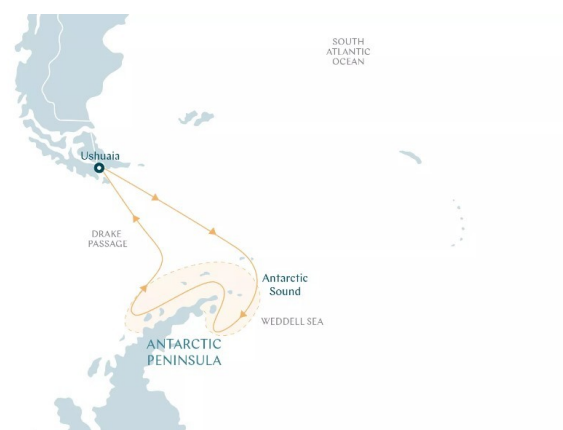 SOUTH
ATLANTIC
OCEAN
Ushuaia
DRAKE
PASSAGE
Antarctic
Sound
WEDDELL SEA
ANTARCTIC
PENINSULA